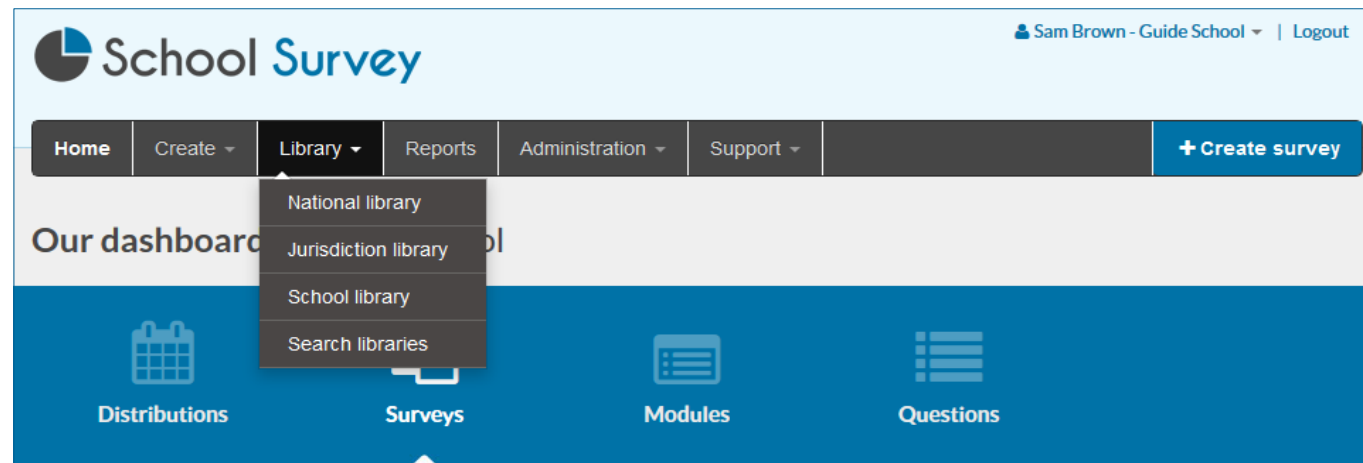 School Survey
Sam Brown - Guide School | Logout
Home Create Library Reports Administration Support + Create survey
National library
Our dashboard
Jurisdiction library
School library
Search libraries
Distributions Surveys Modules Questions